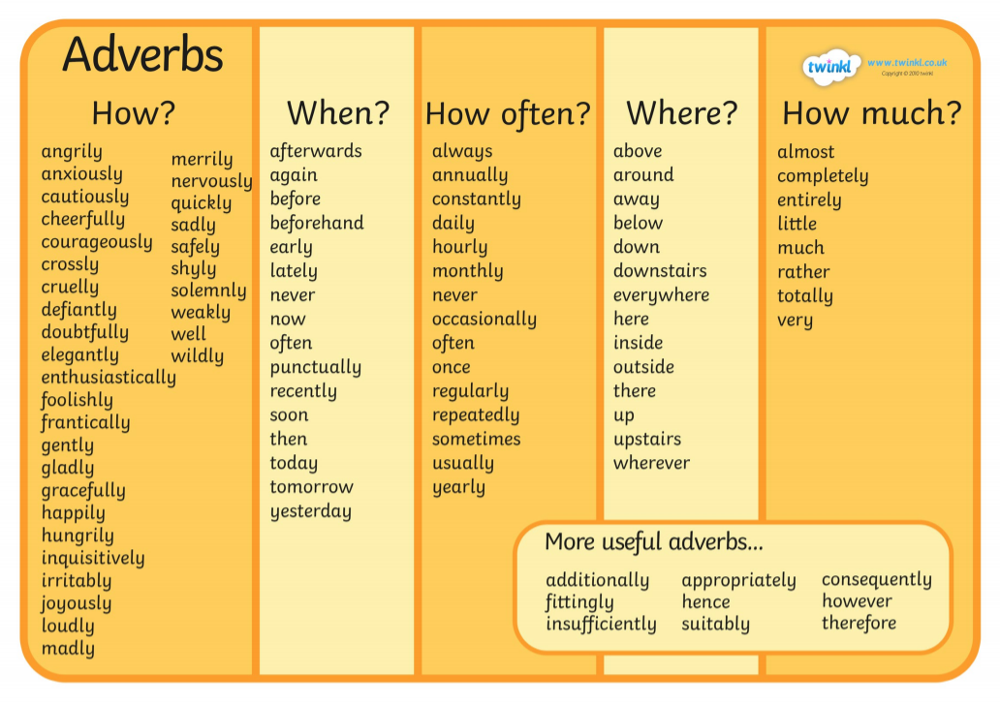 Adverbs
twinkl
www.twinkl.co.uk
Copyright © 2010 twinkl
How?
angrily
anxiously
cautiously
cheerfully
courageously
crossly
cruelly
defiantly
doubtfully
elegantly
enthusiastically
foolishly
frantically
gently
gladly
gracefully
happily
hungrily
inquisitively
irritably
joyously
loudly
madly
merrily
nervously
quickly
sadly
safely
shyly
solemnly
weakly
well
wildly
When?
afterwards
again
before
beforehand
early
lately
never
now
often
punctually
recently
soon
then
today
tomorrow
yesterday
How often?
always
annually
constantly
daily
hourly
monthly
never
occasionally
often
once
regularly
repeatedly
sometimes
usually
yearly
Where?
above
around
away
below
down
downstairs
everywhere
here
inside
outside
there
up
upstairs
wherever
How much?
almost
completely
entirely
little
much
rather
totally
very
More useful adverbs...
additionally
fittingly
insufficiently
appropriately
hence
suitably
consequently
however
therefore